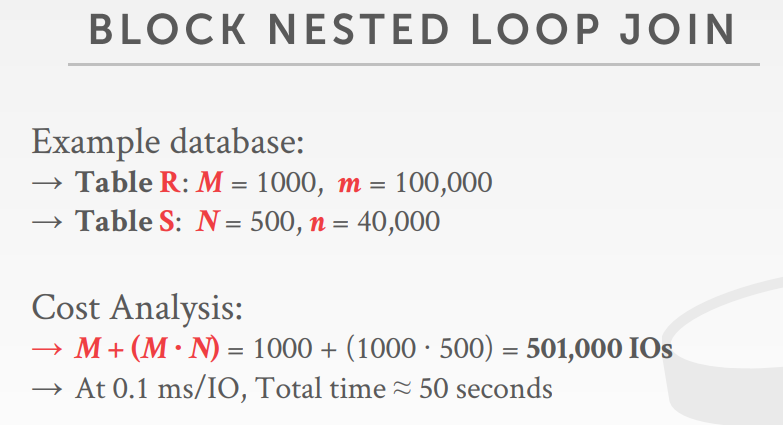 BLOCK NESTED LOOP JOIN
Example database:
→ Table R: M = 1000, m = 100,000
→ Table S: N = 500, n = 40,000
Cost Analysis:
→ M + (M · N) = 1000 + (1000 · 500) = 501,000 IOs
→ At 0.1 ms/IO, Total time ≈ 50 seconds